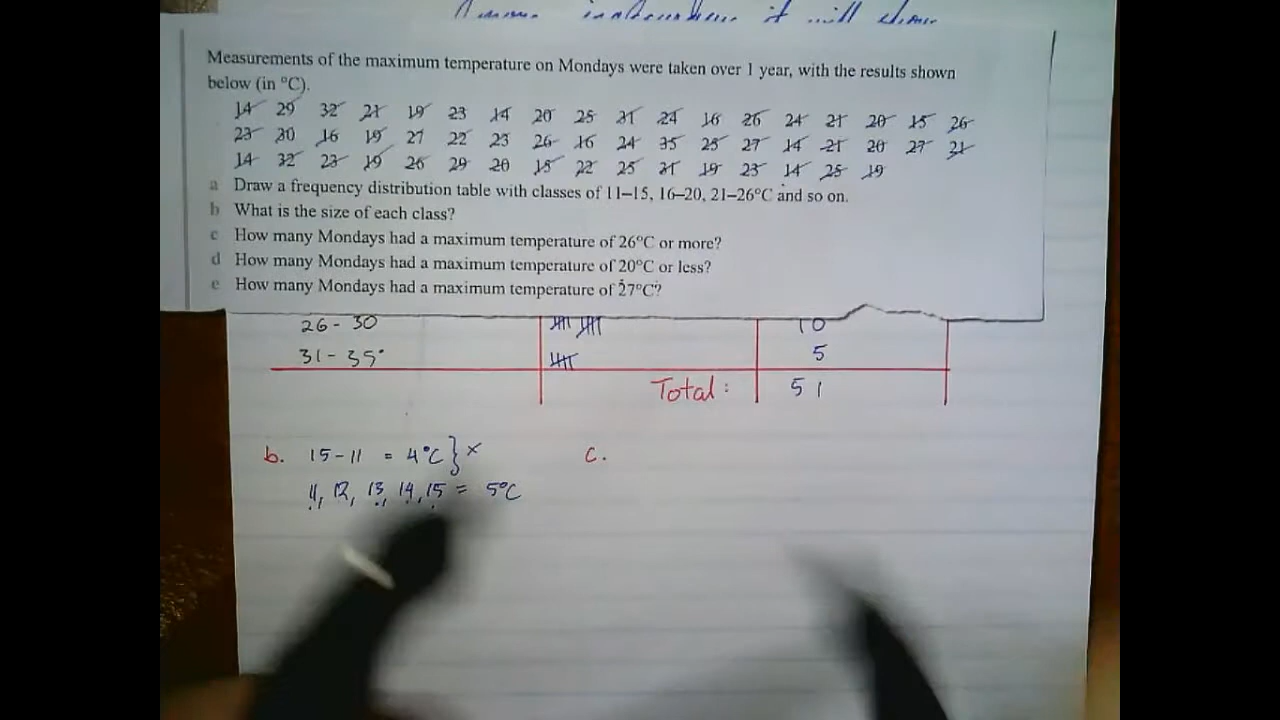 it will
Measurements of the maximum temperature on Mondays were taken over 1 year, with the results shown
below (in °C).
14 29 32 21 19 23 14 20 25 21 24 16 26 24 21 20 15 26
23 30 16 19 27 22 23 26 16 24 35 25 27 14 21 20 27 21
14 32 23 19 26 29 20 15 22 25 21 19 23 14 25 19
a Draw a frequency distribution table with classes of 11–15, 16–20, 21–26°C and so on.
b What is the size of each class?
c How many Mondays had a maximum temperature of 26°C or more?
d How many Mondays had a maximum temperature of 20°C or less?
e How many Mondays had a maximum temperature of 27°C?
26 - 30 10
31 - 35° 5
Total: 51
b. 15 - 11 = 4°C } × c.
11, 12, 13, 14, 15 = 5°C